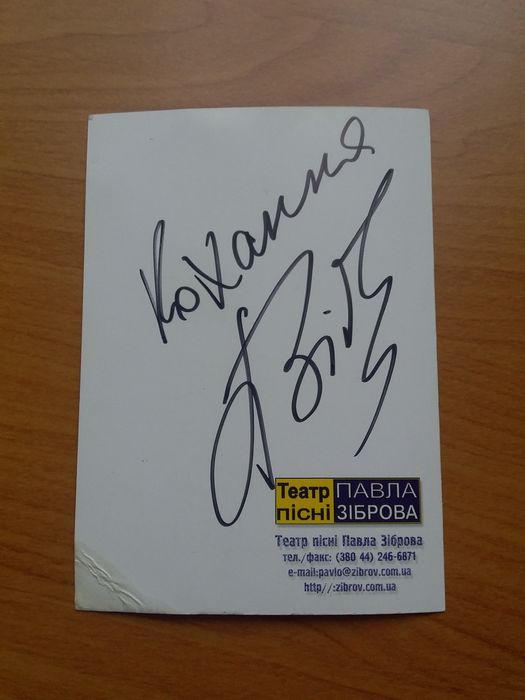 Кохання
Зіб
Театр ПАВЛА
пісні ЗІБРОВА
Театр пісні Павла Зіброва
тел./факс: (380 44) 246-6871
e-mail:pavlo@zibrov.com.ua
http//:zibrov.com.ua